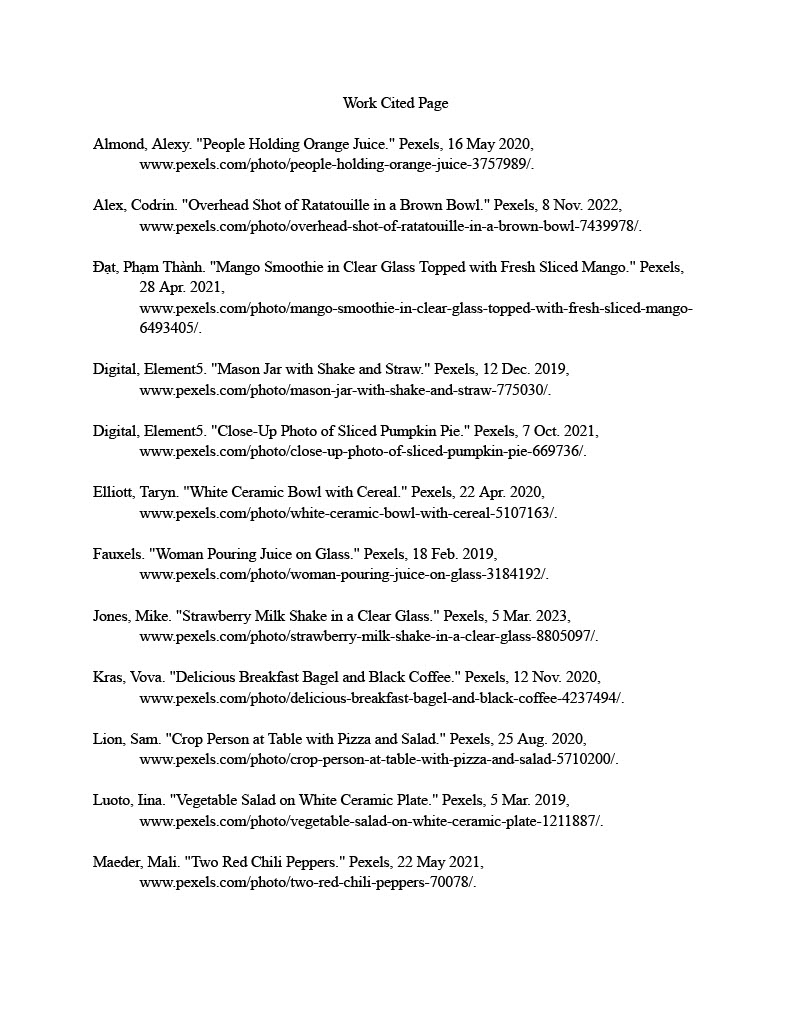 Work Cited Page
Almond, Alexy. "People Holding Orange Juice." Pexels, 16 May 2020,
www.pexels.com/photo/people-holding-orange-juice-3757989/.
Alex, Codrin. "Overhead Shot of Ratatouille in a Brown Bowl." Pexels, 8 Nov. 2022,
www.pexels.com/photo/overhead-shot-of-ratatouille-in-a-brown-bowl-7439978/.
Đạt, Phạm Thành. "Mango Smoothie in Clear Glass Topped with Fresh Sliced Mango." Pexels,
28 Apr. 2021,
www.pexels.com/photo/mango-smoothie-in-clear-glass-topped-with-fresh-sliced-mango-
6493405/.
Digital, Element5. "Mason Jar with Shake and Straw." Pexels, 12 Dec. 2019,
www.pexels.com/photo/mason-jar-with-shake-and-straw-775030/.
Digital, Element5. "Close-Up Photo of Sliced Pumpkin Pie." Pexels, 7 Oct. 2021,
www.pexels.com/photo/close-up-photo-of-sliced-pumpkin-pie-669736/.
Elliott, Taryn. "White Ceramic Bowl with Cereal." Pexels, 22 Apr. 2020,
www.pexels.com/photo/white-ceramic-bowl-with-cereal-5107163/.
Fauxels. "Woman Pouring Juice on Glass." Pexels, 18 Feb. 2019,
www.pexels.com/photo/woman-pouring-juice-on-glass-3184192/.
Jones, Mike. "Strawberry Milk Shake in a Clear Glass." Pexels, 5 Mar. 2023,
www.pexels.com/photo/strawberry-milk-shake-in-a-clear-glass-8805097/.
Kras, Vova. "Delicious Breakfast Bagel and Black Coffee." Pexels, 12 Nov. 2020,
www.pexels.com/photo/delicious-breakfast-bagel-and-black-coffee-4237494/.
Lion, Sam. "Crop Person at Table with Pizza and Salad." Pexels, 25 Aug. 2020,
www.pexels.com/photo/crop-person-at-table-with-pizza-and-salad-5710200/.
Luoto, Iina. "Vegetable Salad on White Ceramic Plate." Pexels, 5 Mar. 2019,
www.pexels.com/photo/vegetable-salad-on-white-ceramic-plate-1211887/.
Maeder, Mali. "Two Red Chili Peppers." Pexels, 22 May 2021,
www.pexels.com/photo/two-red-chili-peppers-70078/.